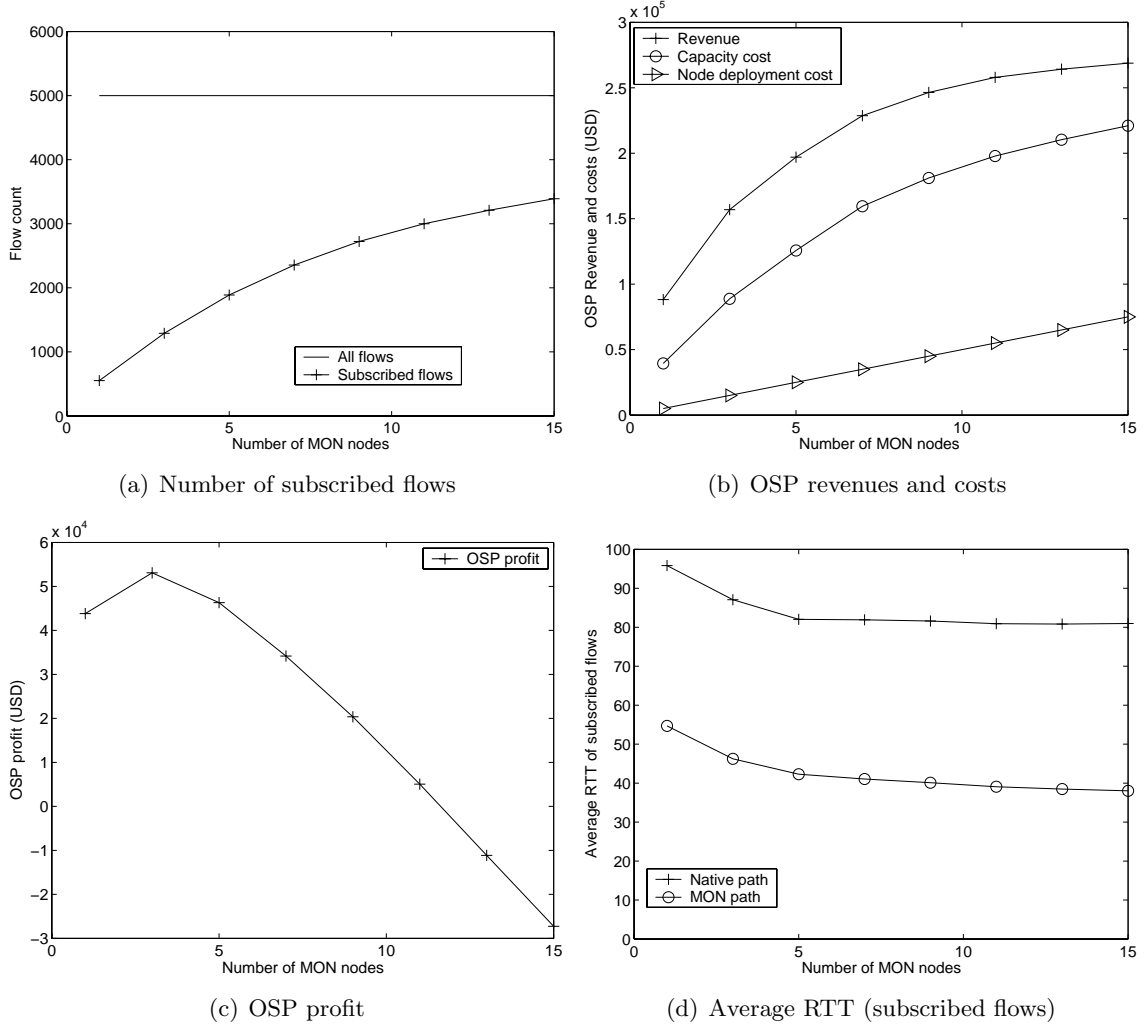 6000
5000
4000
3000
2000
1000
0
0 5 10 15
Flow count
Number of MON nodes
All flows
Subscribed flows
(a) Number of subscribed flows
x 10^5
3
2.5
2
1.5
1
0.5
0
0 5 10 15
OSP Revenue and costs (USD)
Number of MON nodes
Revenue
Capacity cost
Node deployment cost
(b) OSP revenues and costs
x 10^4
6
5
4
3
2
1
0
−1
−2
−3
0 5 10 15
OSP profit (USD)
Number of MON nodes
OSP profit
(c) OSP profit
100
90
80
70
60
50
40
30
20
10
0
0 5 10 15
Average RTT of subscribed flows
Number of MON nodes
Native path
MON path
(d) Average RTT (subscribed flows)